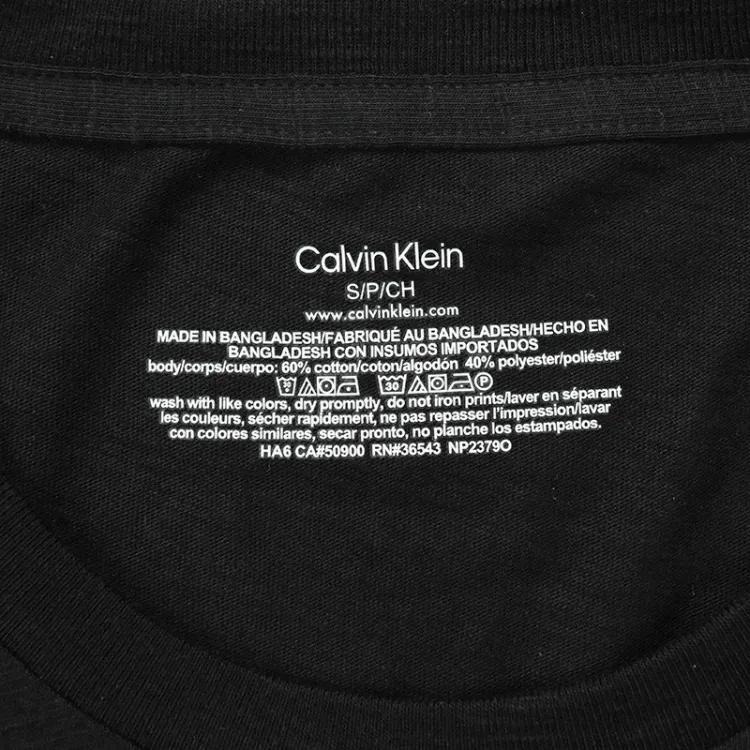 Calvin Klein
S/P/CH
www.calvinklein.com
MADE IN BANGLADESH/FABRIQUÉ AU BANGLADESH/HECHO EN
BANGLADESH CON INSUMOS IMPORTADOS
body/corps/cuerpo: 60% cotton/coton/algodón 40% polyester/poliéster
30 30 P
wash with like colors, dry promptly, do not iron prints/laver en séparant
les couleurs, sécher rapidement, ne pas repasser l'impression/lavar
con colores similares, secar pronto, no planche los estampados.
HA6 CA#50900 RN#36543 NP2379O